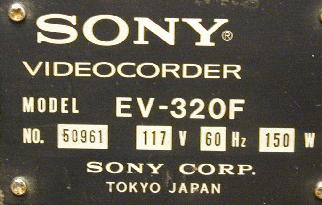 SONY®
VIDEOCORDER
MODEL EV-320F
NO. 50961 117 V 60 Hz 150 W
SONY CORP.
TOKYO JAPAN